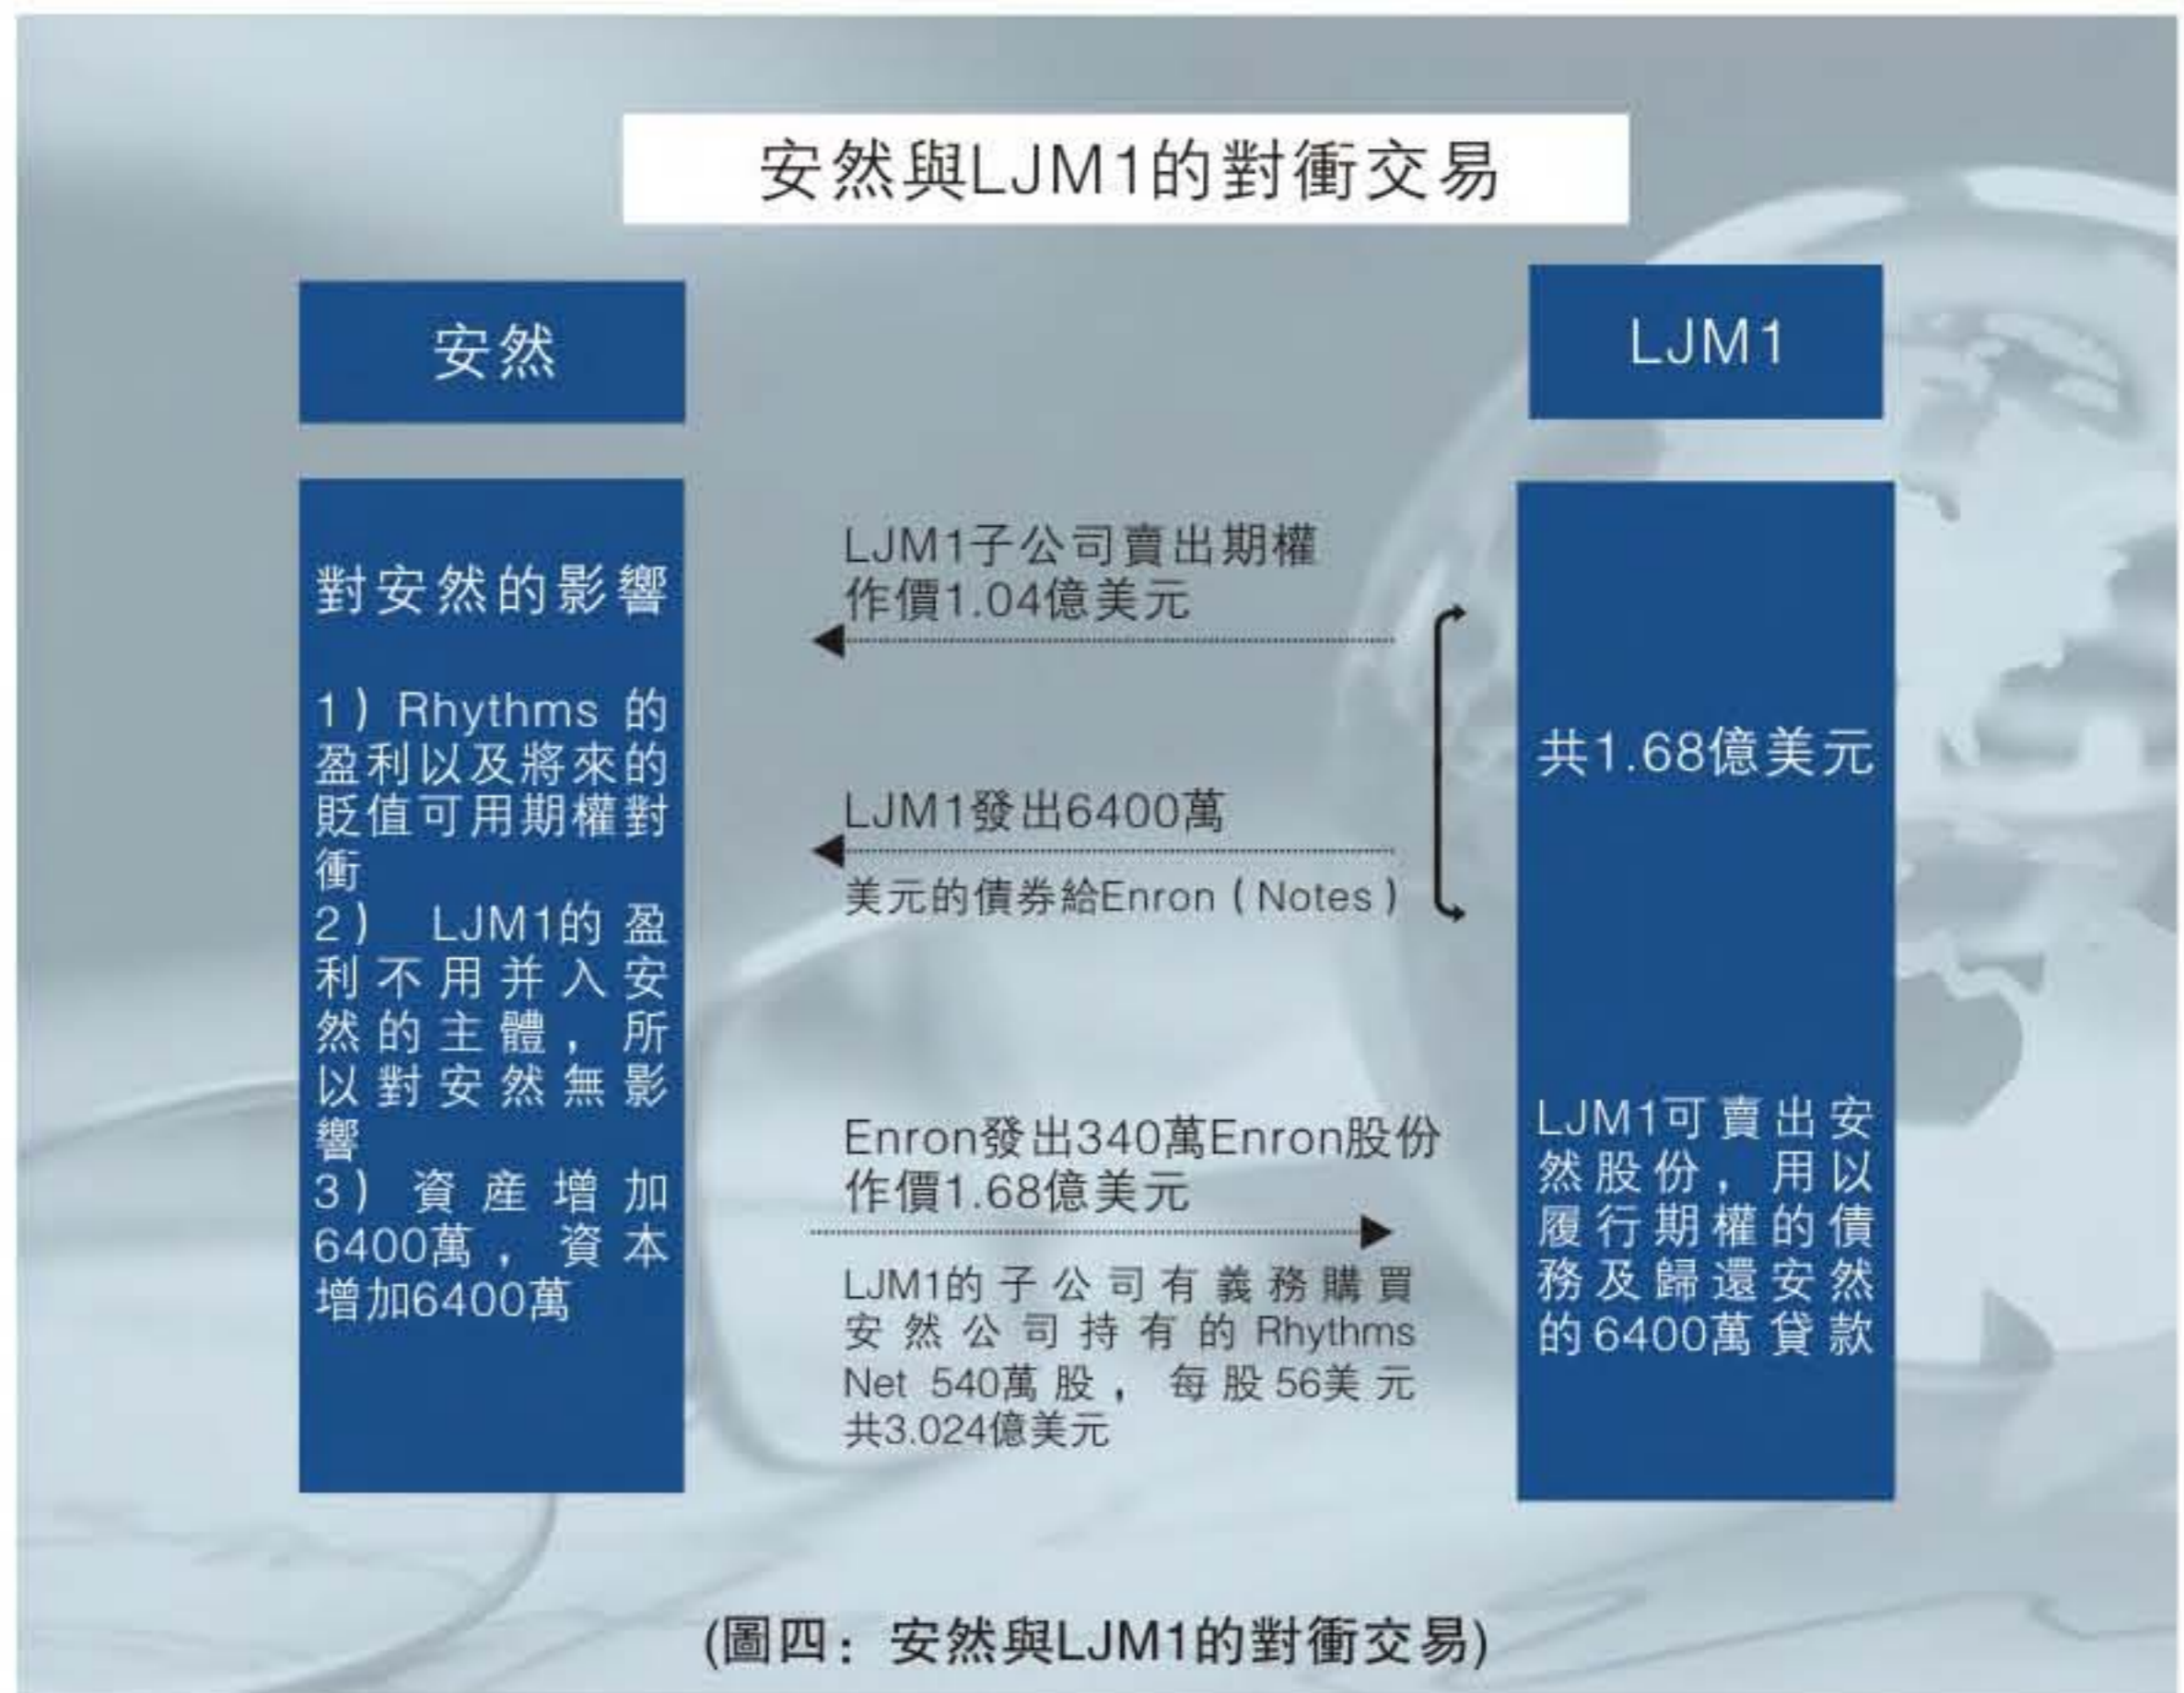 安然與LJM1的對衝交易
安然
LJM1
對安然的影響
1）Rhythms 的
盈利以及將來的
貶值可用期權對
衝
2） LJM1的 盈
利不用并入安
然的主體，所
以對安然無影
響
3）資産增加
6400萬，資本
增加6400萬
LJM1子公司賣出期權
作價1.04億美元
LJM1發出6400萬
美元的債券給Enron（Notes）
Enron發出340萬Enron股份
作價1.68億美元
LJM1的子公司有義務購買
安然公司持有的Rhythms
Net 540萬股，每股56美元
共3.024億美元
共1.68億美元
LJM1可賣出安
然股份，用以
履行期權的債
務及歸還安然
的6400萬貸款
(圖四：安然與LJM1的對衝交易)